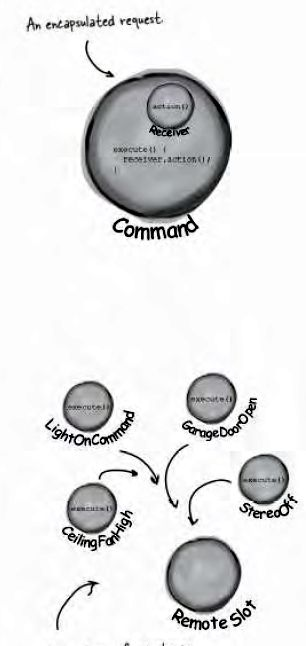 An encapsulated request.
action()
Receiver
execute() {
receiver.action();
}
Command
execute()
LightOnCommand
execute()
GarageDoorOpen
execute()
CeilingFanHigh
execute()
StereoOff
Remote Slot